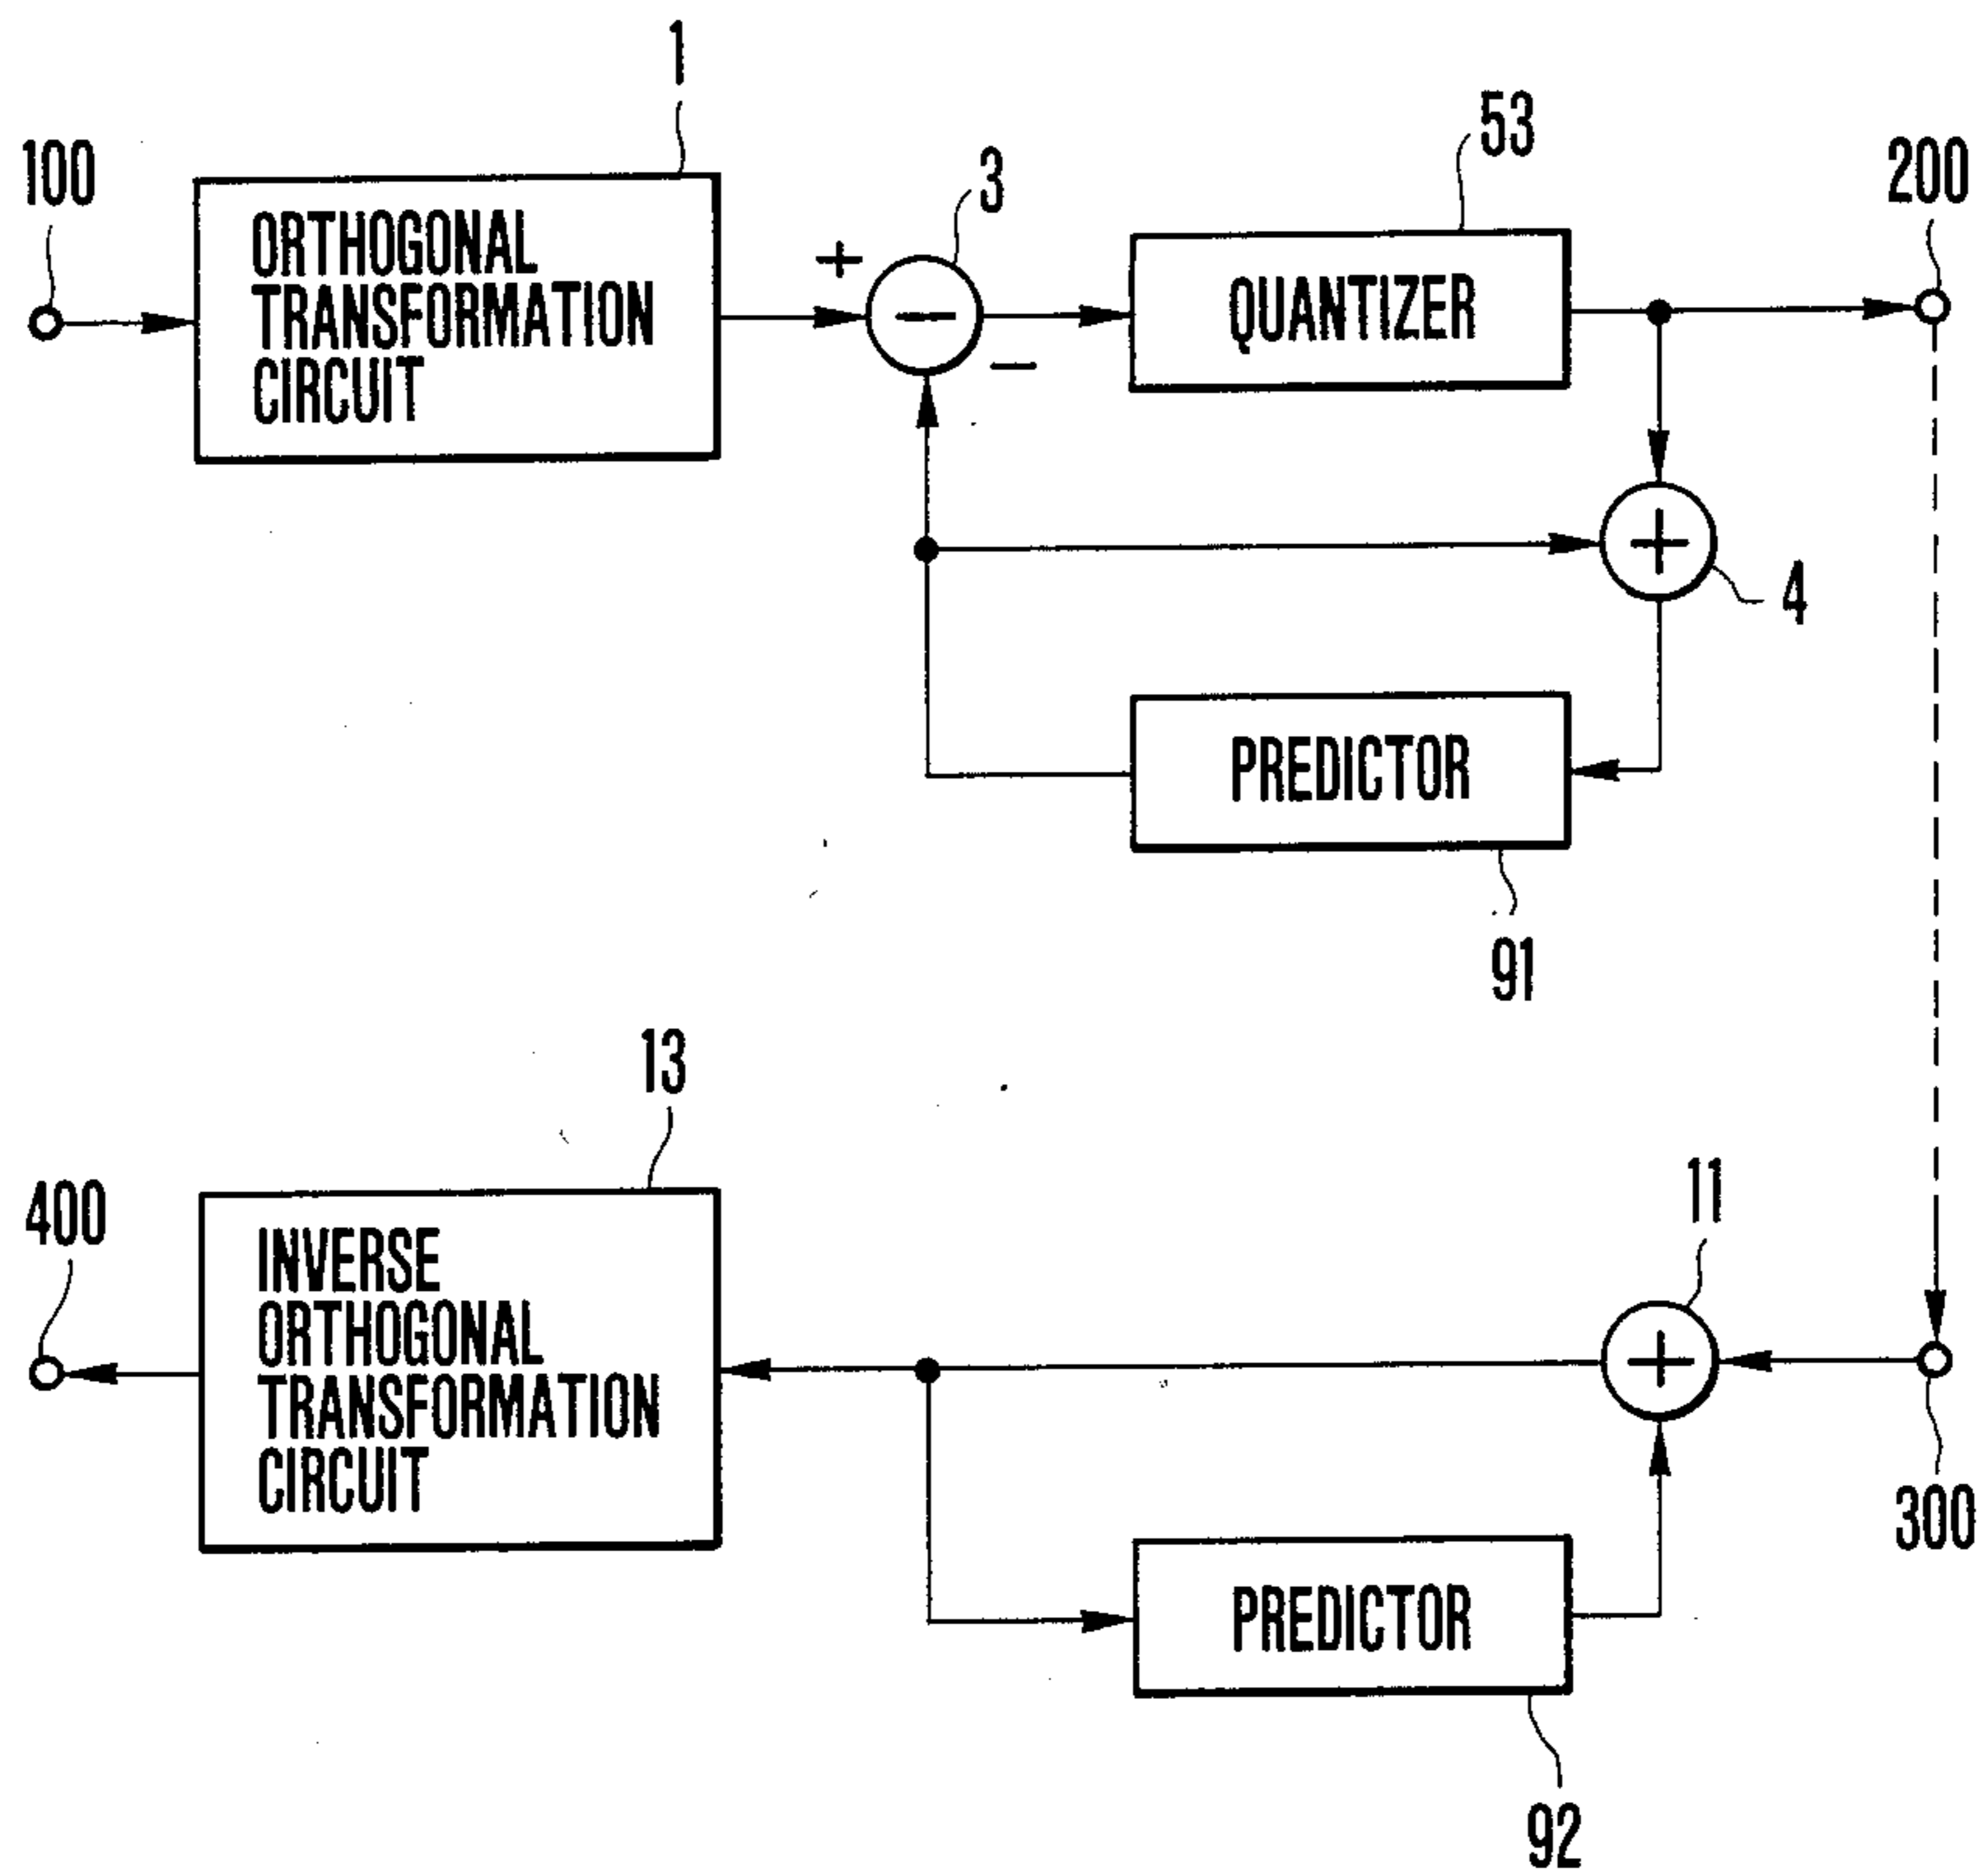 1
53
100
3
200
ORTHOGONAL
TRANSFORMATION
CIRCUIT
+
−
QUANTIZER
−
+
4
PREDICTOR
91
13
11
400
INVERSE
ORTHOGONAL
TRANSFORMATION
CIRCUIT
+
300
PREDICTOR
92